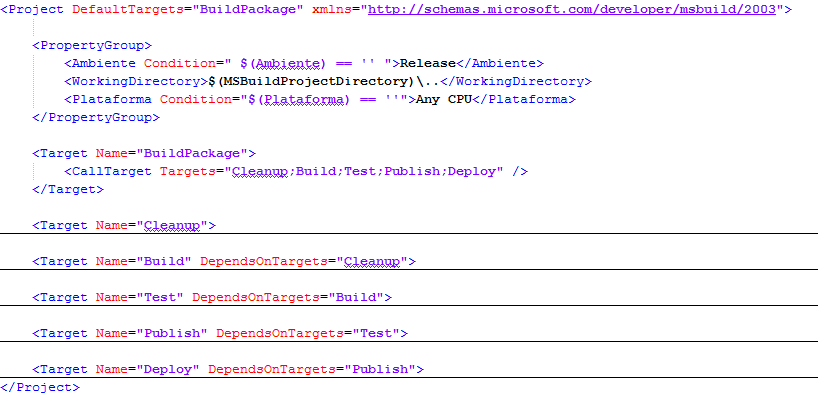 <Project DefaultTargets="BuildPackage" xmlns="http://schemas.microsoft.com/developer/msbuild/2003">
<PropertyGroup>
<Ambiente Condition=" $(Ambiente) == '' ">Release</Ambiente>
<WorkingDirectory>$(MSBuildProjectDirectory)\..</WorkingDirectory>
<Plataforma Condition="$(Plataforma) == ''">Any CPU</Plataforma>
</PropertyGroup>
<Target Name="BuildPackage">
<CallTarget Targets="Cleanup;Build;Test;Publish;Deploy" />
</Target>
<Target Name="Cleanup">
<Target Name="Build" DependsOnTargets="Cleanup">
<Target Name="Test" DependsOnTargets="Build">
<Target Name="Publish" DependsOnTargets="Test">
<Target Name="Deploy" DependsOnTargets="Publish">
</Project>